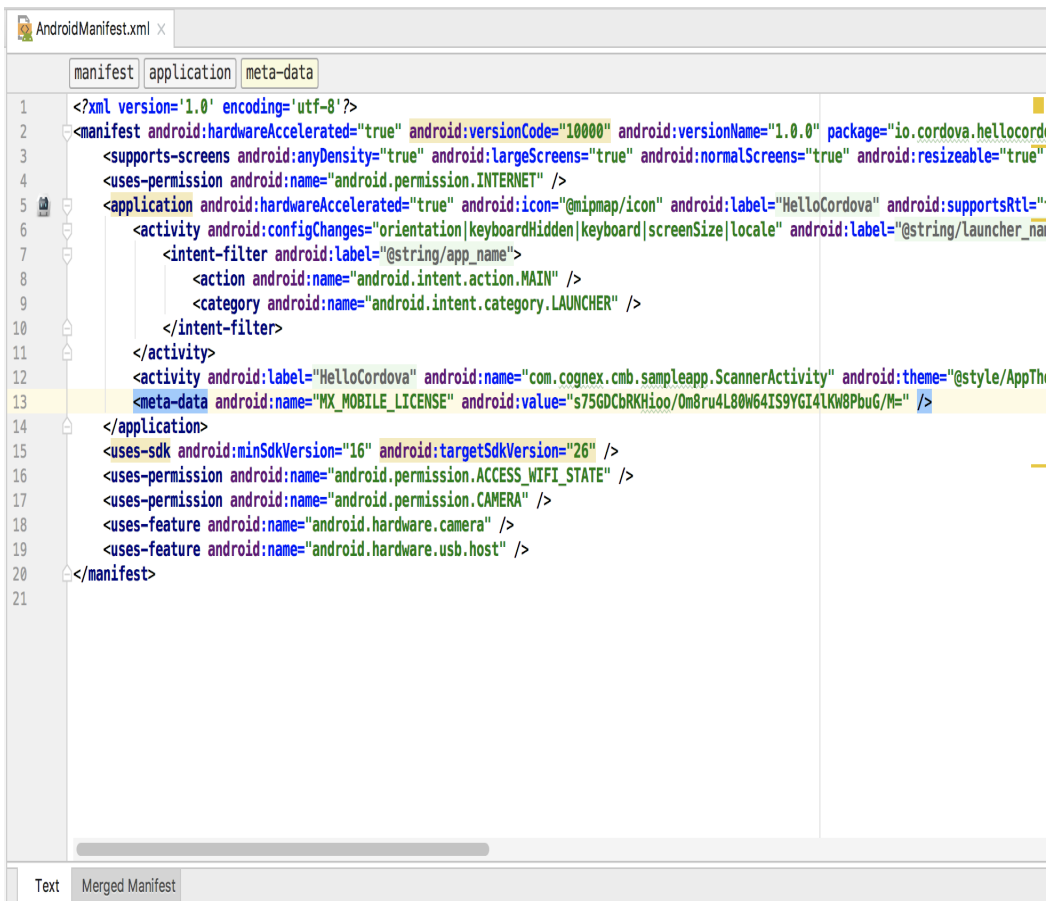 AndroidManifest.xml
manifest application meta-data
1 <?xml version='1.0' encoding='utf-8'?>
2 <manifest android:hardwareAccelerated="true" android:versionCode="10000" android:versionName="1.0.0" package="io.cordova.hellocord
3 <supports-screens android:anyDensity="true" android:largeScreens="true" android:normalScreens="true" android:resizeable="true"
4 <uses-permission android:name="android.permission.INTERNET" />
5 <application android:hardwareAccelerated="true" android:icon="@mipmap/icon" android:label="HelloCordova" android:supportsRtl="
6 <activity android:configChanges="orientation|keyboardHidden|keyboard|screenSize|locale" android:label="@string/launcher_nam
7 <intent-filter android:label="@string/app_name">
8 <action android:name="android.intent.action.MAIN" />
9 <category android:name="android.intent.category.LAUNCHER" />
10 </intent-filter>
11 </activity>
12 <activity android:label="HelloCordova" android:name="com.cognex.cmb.sampleapp.ScannerActivity" android:theme="@style/AppThe
13 <meta-data android:name="MX_MOBILE_LICENSE" android:value="s75GDCbRKHioo/Om8ru4L80W64IS9YGI4lKW8PbuG/M=" />
14 </application>
15 <uses-sdk android:minSdkVersion="16" android:targetSdkVersion="26" />
16 <uses-permission android:name="android.permission.ACCESS_WIFI_STATE" />
17 <uses-permission android:name="android.permission.CAMERA" />
18 <uses-feature android:name="android.hardware.camera" />
19 <uses-feature android:name="android.hardware.usb.host" />
20 </manifest>
21
Text Merged Manifest